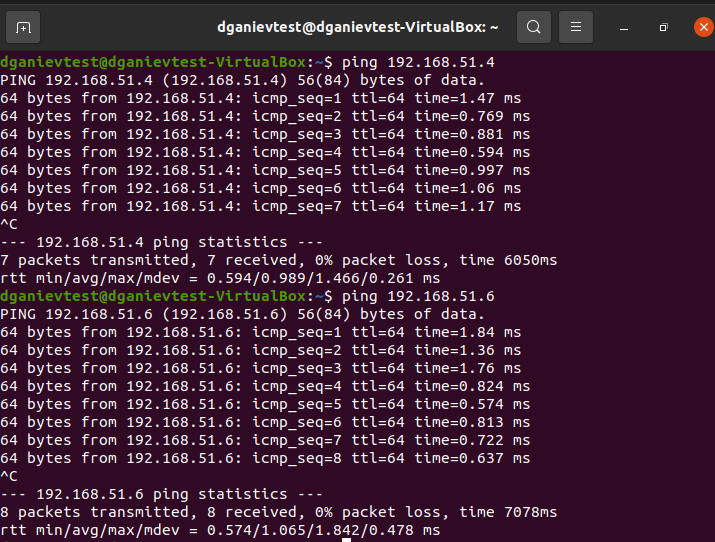 dganievtest@dganievtest-VirtualBox: ~
dganievtest@dganievtest-VirtualBox:~$ ping 192.168.51.4
PING 192.168.51.4 (192.168.51.4) 56(84) bytes of data.
64 bytes from 192.168.51.4: icmp_seq=1 ttl=64 time=1.47 ms
64 bytes from 192.168.51.4: icmp_seq=2 ttl=64 time=0.769 ms
64 bytes from 192.168.51.4: icmp_seq=3 ttl=64 time=0.881 ms
64 bytes from 192.168.51.4: icmp_seq=4 ttl=64 time=0.594 ms
64 bytes from 192.168.51.4: icmp_seq=5 ttl=64 time=0.997 ms
64 bytes from 192.168.51.4: icmp_seq=6 ttl=64 time=1.06 ms
64 bytes from 192.168.51.4: icmp_seq=7 ttl=64 time=1.17 ms
^C
--- 192.168.51.4 ping statistics ---
7 packets transmitted, 7 received, 0% packet loss, time 6050ms
rtt min/avg/max/mdev = 0.594/0.989/1.466/0.261 ms
dganievtest@dganievtest-VirtualBox:~$ ping 192.168.51.6
PING 192.168.51.6 (192.168.51.6) 56(84) bytes of data.
64 bytes from 192.168.51.6: icmp_seq=1 ttl=64 time=1.84 ms
64 bytes from 192.168.51.6: icmp_seq=2 ttl=64 time=1.36 ms
64 bytes from 192.168.51.6: icmp_seq=3 ttl=64 time=1.76 ms
64 bytes from 192.168.51.6: icmp_seq=4 ttl=64 time=0.824 ms
64 bytes from 192.168.51.6: icmp_seq=5 ttl=64 time=0.574 ms
64 bytes from 192.168.51.6: icmp_seq=6 ttl=64 time=0.813 ms
64 bytes from 192.168.51.6: icmp_seq=7 ttl=64 time=0.722 ms
64 bytes from 192.168.51.6: icmp_seq=8 ttl=64 time=0.637 ms
^C
--- 192.168.51.6 ping statistics ---
8 packets transmitted, 8 received, 0% packet loss, time 7078ms
rtt min/avg/max/mdev = 0.574/1.065/1.842/0.478 ms